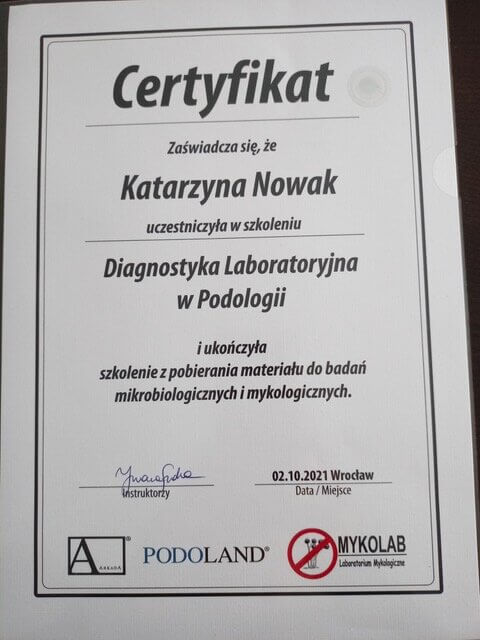 Certyfikat
Zaświadcza się, że
Katarzyna Nowak
uczestniczyła w szkoleniu
Diagnostyka Laboratoryjna
w Podologii
i ukończyła
szkolenie z pobierania materiału do badań
mikrobiologicznych i mykologicznych.
Instruktorzy
02.10.2021 Wrocław
Data / Miejsce
A ARKADA®
PODOLAND®
MYKOLAB
Laboratorium Mykologiczne